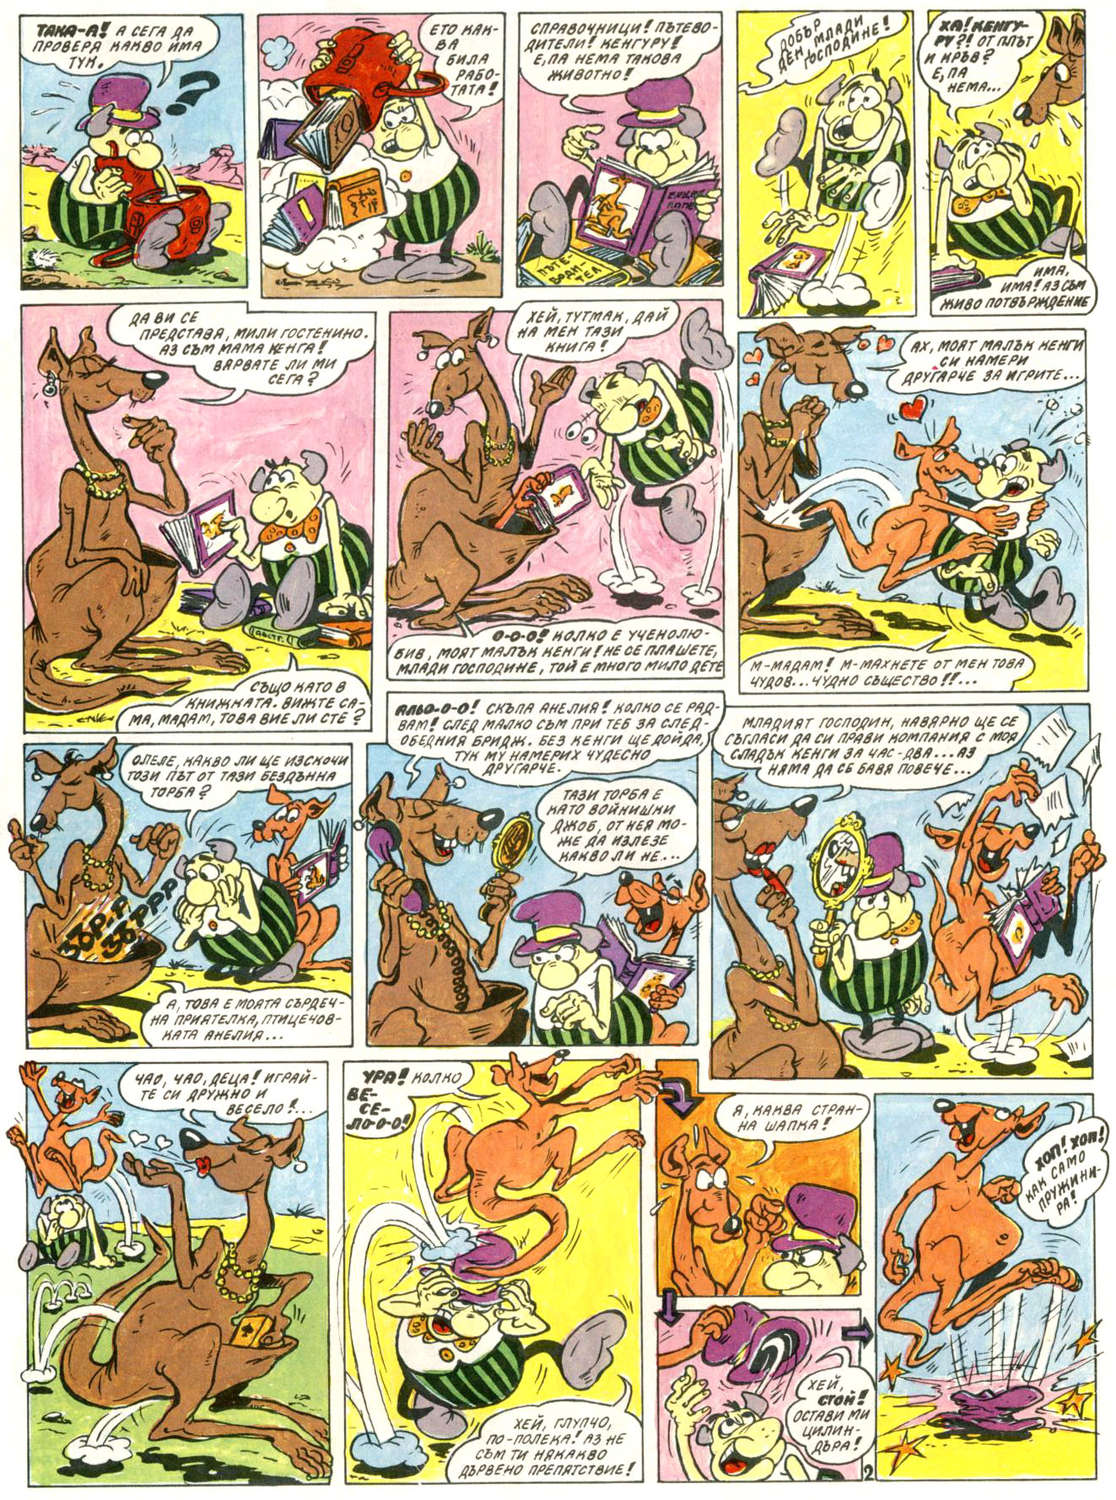 ТАКА-А! А СЕГА ДА
ПРОВЕРЯ КАКВО ИМА
ТУК.
?
ЕТО КАК-
ВА
БИЛА
РАБО-
ТАТА!
СПРАВОЧНИЦИ! ПЪТЕВО-
ДИТЕЛИ! КЕНГУРУ!
Е, ПА НЕМА ТАКОВА
ЖИВОТНО!
ПЪТЕ-
ДОБЪР
ДЕН, МЛАДИ
ГОСПОДИНЕ!
ХА! КЕНГУ-
РУ?! ОТ ПЛЪТ
И КРЪВ?
Е, ПА
НЕМА...
ИМА,
ИМА! АЗ СЪМ
ЖИВО ПОТВЪРЖДЕНИЕ
ДА ВИ СЕ
ПРЕДСТАВЯ, МИЛИ ГОСТЕНИНО.
АЗ СЪМ МАМА КЕНГА!
ВЯРВАТЕ ЛИ МИ
СЕГА?
СЪЩО КАТО В
КНИЖКАТА. ВИЖТЕ СА-
МА, МАДАМ, ТОВА ВИЕ ЛИ СТЕ?
ХЕЙ, ТУТМАК, ДАЙ
НА МЕН ТАЗИ
КНИГА!
О-О-О! КОЛКО Е УЧЕНОЛЮ-
БИВ, МОЯТ МАЛЪК КЕНГИ! НЕ СЕ ПЛАШЕТЕ,
МЛАДИ ГОСПОДИНЕ, ТОЙ Е МНОГО МИЛО ДЕТЕ
АХ, МОЯТ МАЛЪК КЕНГИ
СИ НАМЕРИ
ДРУГАРЧЕ ЗА ИГРИТЕ...
М-МАДАМ! М-МАХНЕТЕ ОТ МЕН ТОВА
ЧУДОВ... ЧУДНО СЪЩЕСТВО!!...
ОЛЕЛЕ, КАКВО ЛИ ЩЕ ИЗСКОЧИ
ТОЗИ ПЪТ ОТ ТАЗИ БЕЗДЪННА
ТОРБА?
ЗЪРРР
ЗЪРРРР
А, ТОВА Е МОЯТА СЪРДЕЧ-
НА ПРИЯТЕЛКА, ПТИЦЕЧОВ-
КАТА АНЕЛИЯ...
АЛЬО-О-О! СКЪПА АНЕЛИЯ! КОЛКО СЕ РАД-
ВАМ! СЛЕД МАЛКО СЪМ ПРИ ТЕБ ЗА СЛЕД-
ОБЕДНИЯ БРИДЖ. БЕЗ КЕНГИ ЩЕ ДОЙДА,
ТУК МУ НАМЕРИХ ЧУДЕСНО
ДРУГАРЧЕ.
ТАЗИ ТОРБА Е
КАТО ВОЙНИШКИ
ДЖОБ, ОТ НЕЯ МО-
ЖЕ ДА ИЗЛЕЗЕ
КАКВО ЛИ НЕ...
МЛАДИЯТ ГОСПОДИН, НАВЯРНО ЩЕ СЕ
СЪГЛАСИ ДА СИ ПРАВИ КОМПАНИЯ С МОЯ
СЛАДЪК КЕНГИ ЗА ЧАС-ДВА... АЗ
НЯМА ДА СЕ БАВЯ ПОВЕЧЕ...
ЧАО, ЧАО, ДЕЦА! ИГРАЙ-
ТЕ СИ ДРУЖНО И
ВЕСЕЛО!...
УРА! КОЛКО
ВЕ-
СЕ-
ЛО-О-О!
ХЕЙ, ГЛУПЧО,
ПО-ПОЛЕКА! АЗ НЕ
СЪМ ТИ НЯКАКВО
ДЪРВЕНО ПРЕПЯТСТВИЕ!
Я, КАКВА СТРАН-
НА ШАПКА!
ХЕЙ,
СТОЙ!
ОСТАВИ МИ
ЦИЛИН-
ДЪРА!
2
ХОП! ХОП!
КАК САМО
ПРУЖИНИ-
РА!